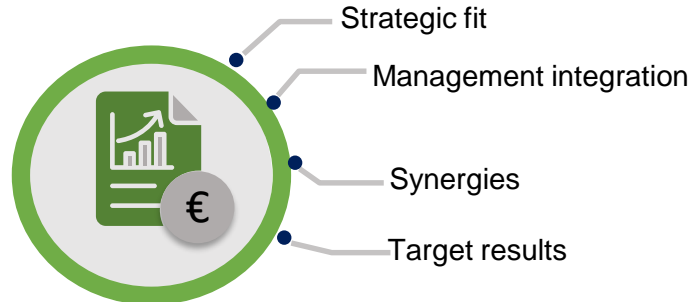 Strategic fit
Management integration
Synergies
€
Target results